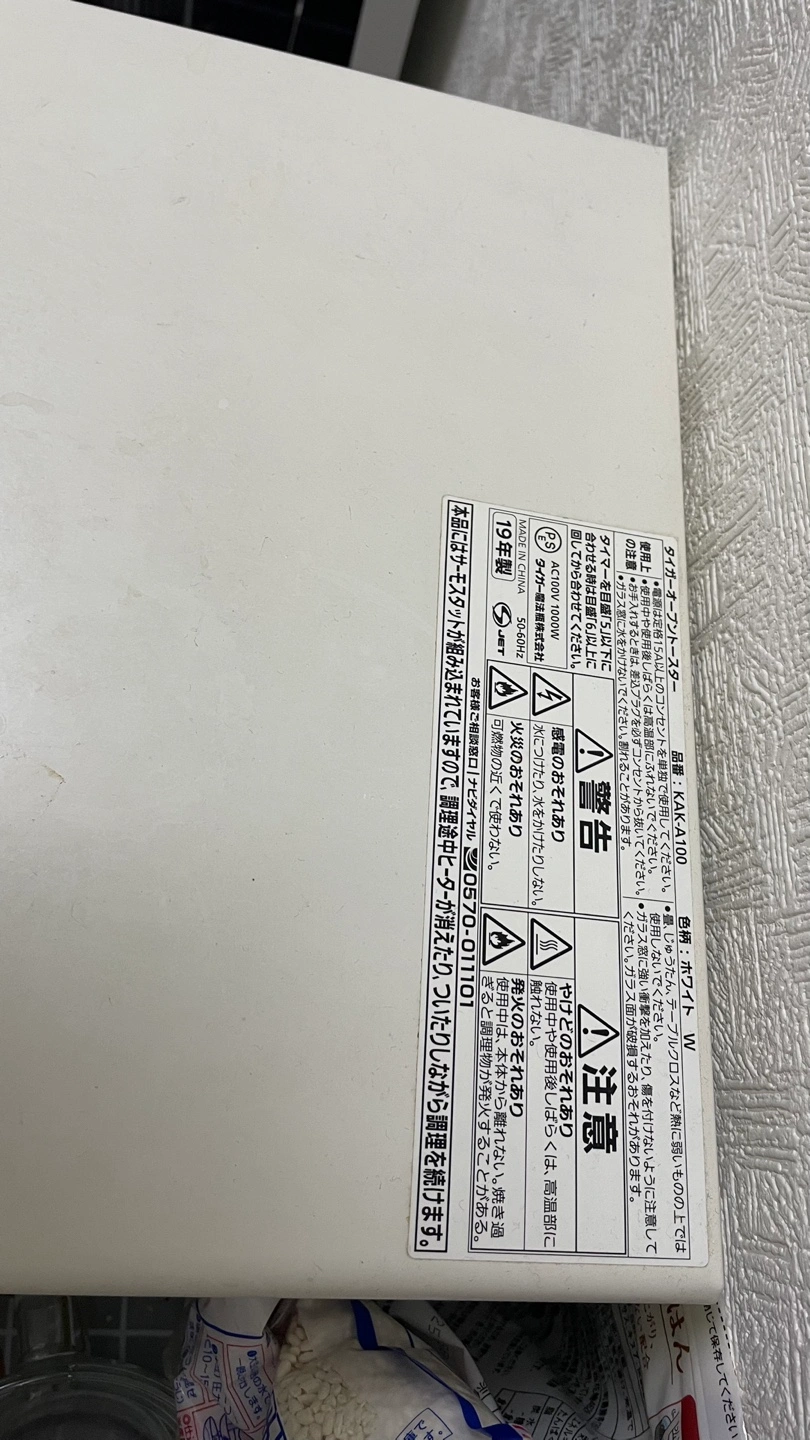 タイガーオーブントースター 品番：KAK-A100 色柄：ホワイト W
使用上の注意
•電源は定格15A以上のコンセントを単独で使用してください。
•使用中や使用後しばらくは高温部にふれないでください。
•お手入れするときは、差込プラグを必ずコンセントから抜いてください。
•ガラス窓に水をかけないでください。割れることがあります。
•畳、じゅうたん、テーブルクロスなど熱に弱いものの上では
使用しないでください。
•ガラス窓に強い衝撃を加えたり、傷を付けないように注意して
ください。ガラス面が破損するおそれがあります。
タイマーを目盛「5」以下に
合わせる時は目盛「6」以上に
回してから合わせてください。
PSE
AC100V 1000W
タイガー魔法瓶株式会社
MADE IN CHINA 50-60Hz
19年製
JET
警告
感電のおそれあり
水につけたり、水をかけたりしない。
火災のおそれあり
可燃物の近くで使わない。
注意
やけどのおそれあり
使用中や使用後しばらくは、高温部に
触れない。
発火のおそれあり
使用中は、本体から離れない。焼き過
ぎると調理物が発火することがある。
お客様ご相談窓口 ナビダイヤル 0570-011101
本品にはサーモスタットが組み込まれていますので、調理途中ヒーターが消えたり、ついたりしながら調理を続けます。
はん
て保存してください